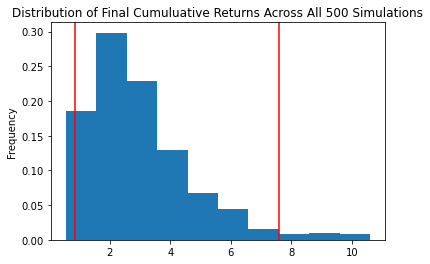 Distribution of Final Cumuluative Returns Across All 500 Simulations
0.30
0.25
0.20
0.15
0.10
0.05
0.00
Frequency
2 4 6 8 10